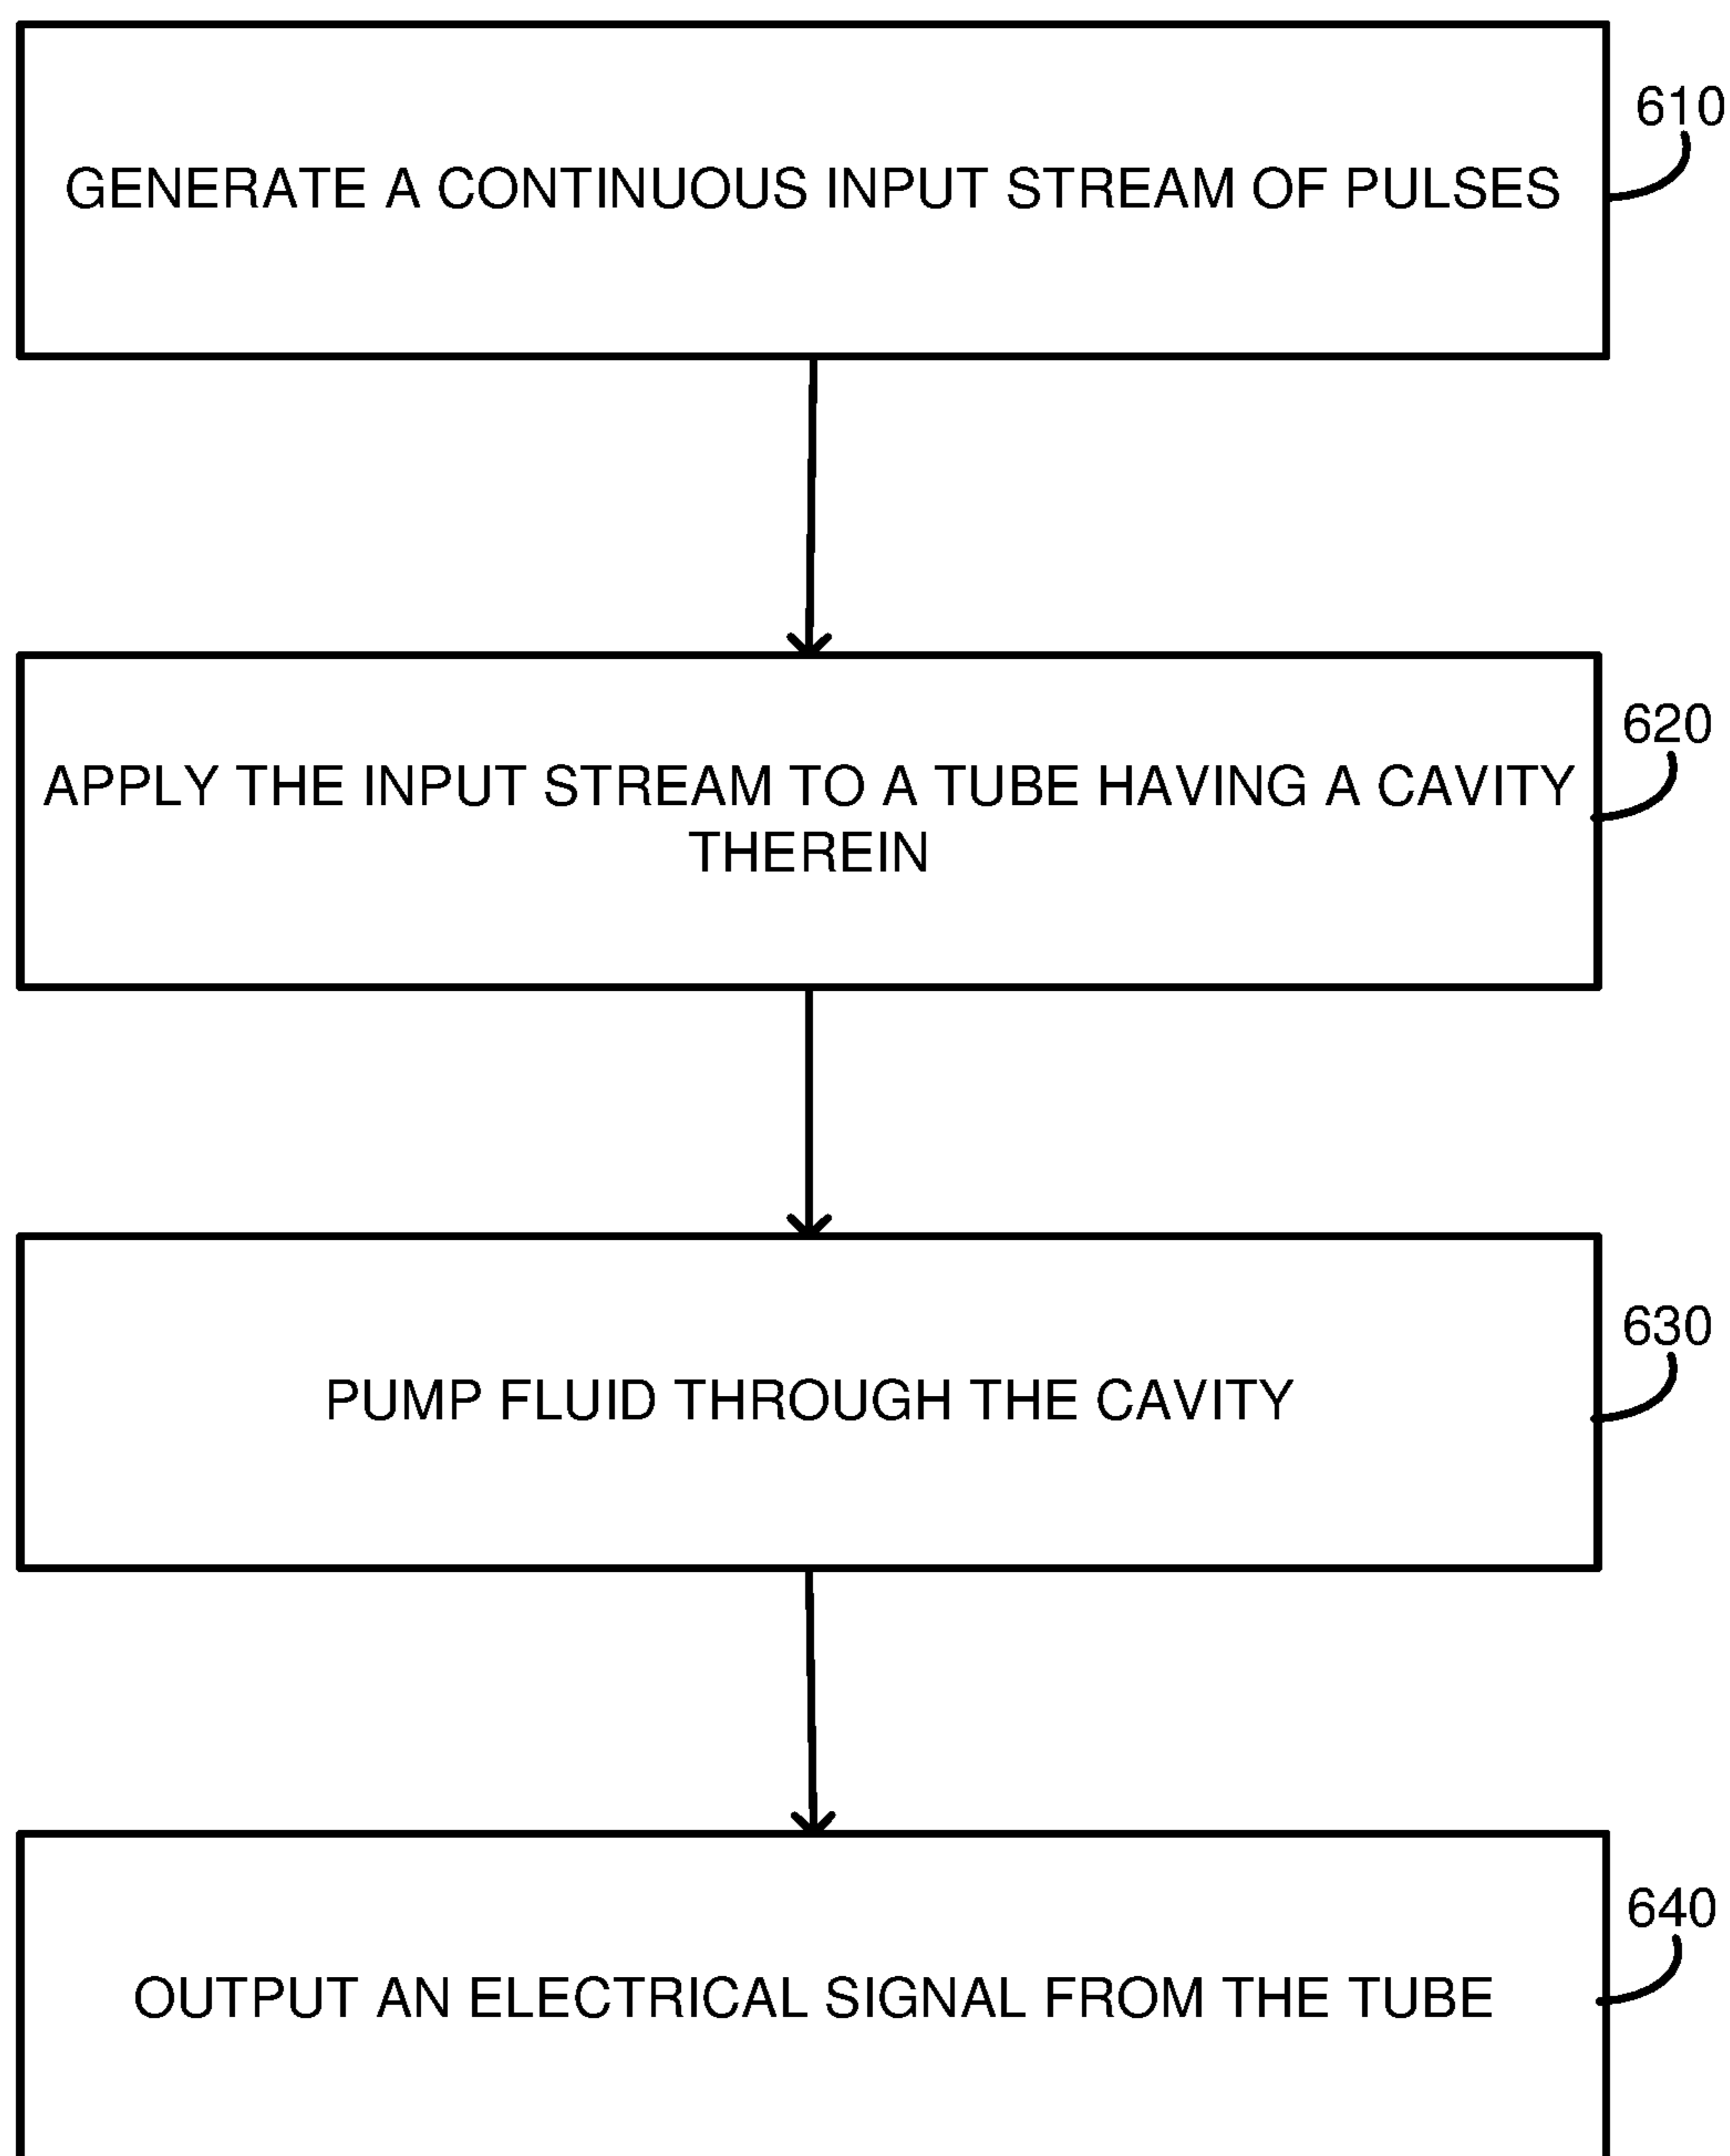 610
GENERATE A CONTINUOUS INPUT STREAM OF PULSES
620
APPLY THE INPUT STREAM TO A TUBE HAVING A CAVITY
THEREIN
630
PUMP FLUID THROUGH THE CAVITY
640
OUTPUT AN ELECTRICAL SIGNAL FROM THE TUBE